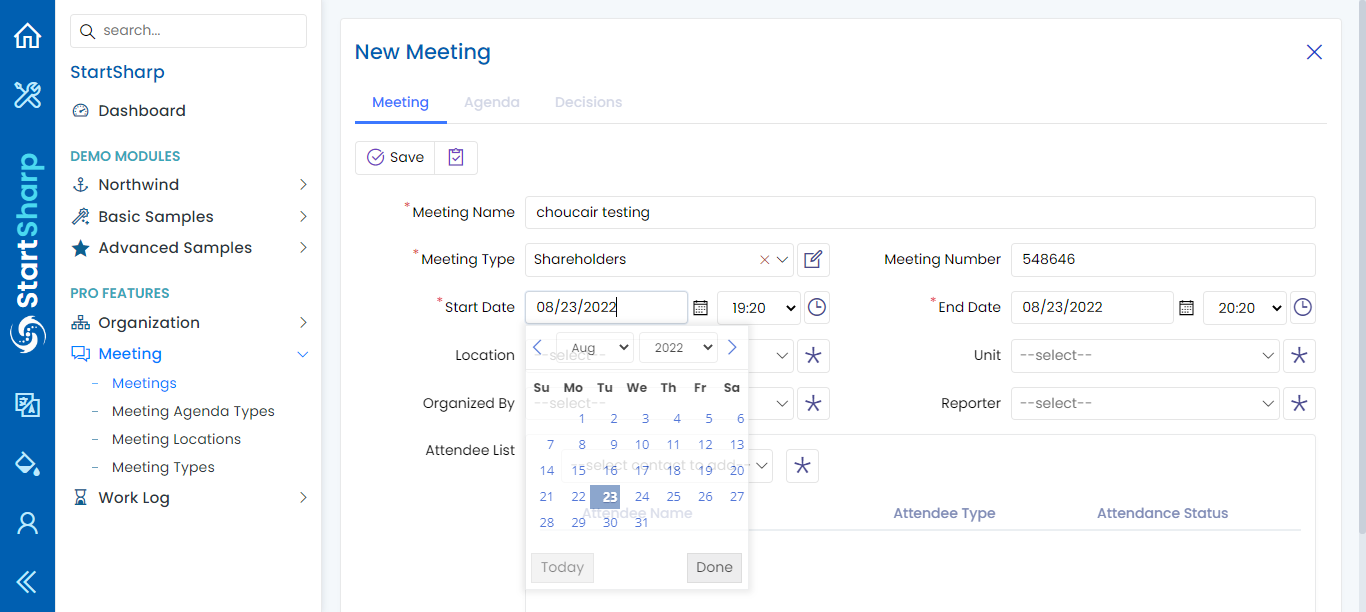 search...
StartSharp
Dashboard
DEMO MODULES
Northwind
Basic Samples
Advanced Samples
PRO FEATURES
Organization
Meeting
Meetings
Meeting Agenda Types
Meeting Locations
Meeting Types
Work Log
StartSharp
New Meeting
Meeting Agenda Decisions
Save
*Meeting Name choucair testing
*Meeting Type Shareholders Meeting Number 548646
*Start Date 08/23/2022 19:20 *End Date 08/23/2022 20:20
Location --select-- Unit --select--
Organized By --select-- Reporter --select--
Attendee List
--select contact to add--
Attendee Name Attendee Type Attendance Status
Aug 2022
Su Mo Tu We Th Fr Sa
1 2 3 4 5 6
7 8 9 10 11 12 13
14 15 16 17 18 19 20
21 22 23 24 25 26 27
28 29 30 31
Today Done